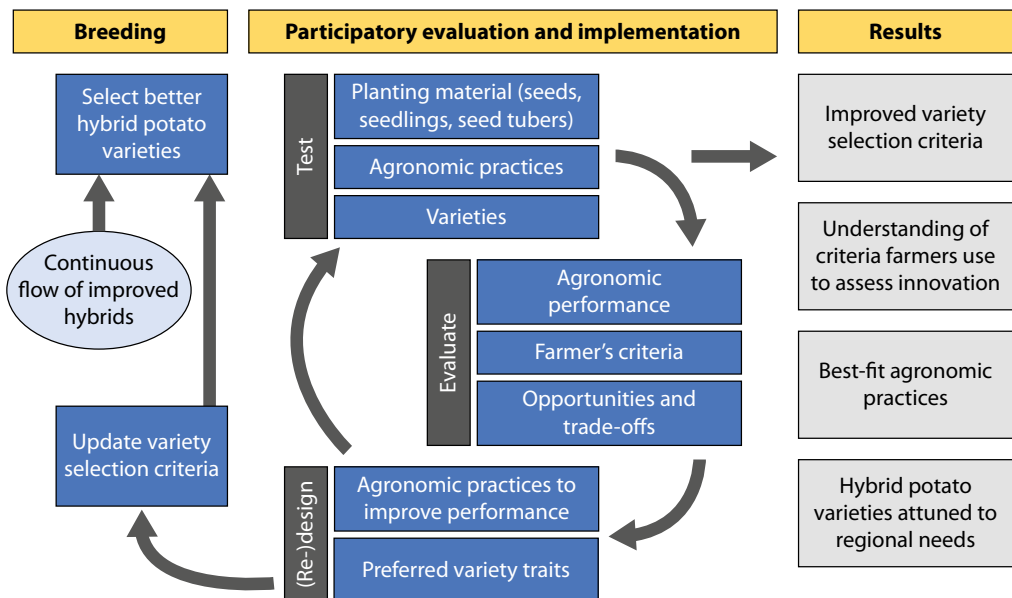 Breeding
Select better
hybrid potato
varieties
Continuous
flow of improved
hybrids
Update variety
selection criteria
Participatory evaluation and implementation
Test
Planting material (seeds,
seedlings, seed tubers)
Agronomic practices
Varieties
Evaluate
Agronomic
performance
Farmer's criteria
Opportunities and
trade-offs
(Re-)design
Agronomic practices to
improve performance
Preferred variety traits
Results
Improved variety
selection criteria
Understanding of
criteria farmers use
to assess innovation
Best-fit agronomic
practices
Hybrid potato
varieties attuned to
regional needs